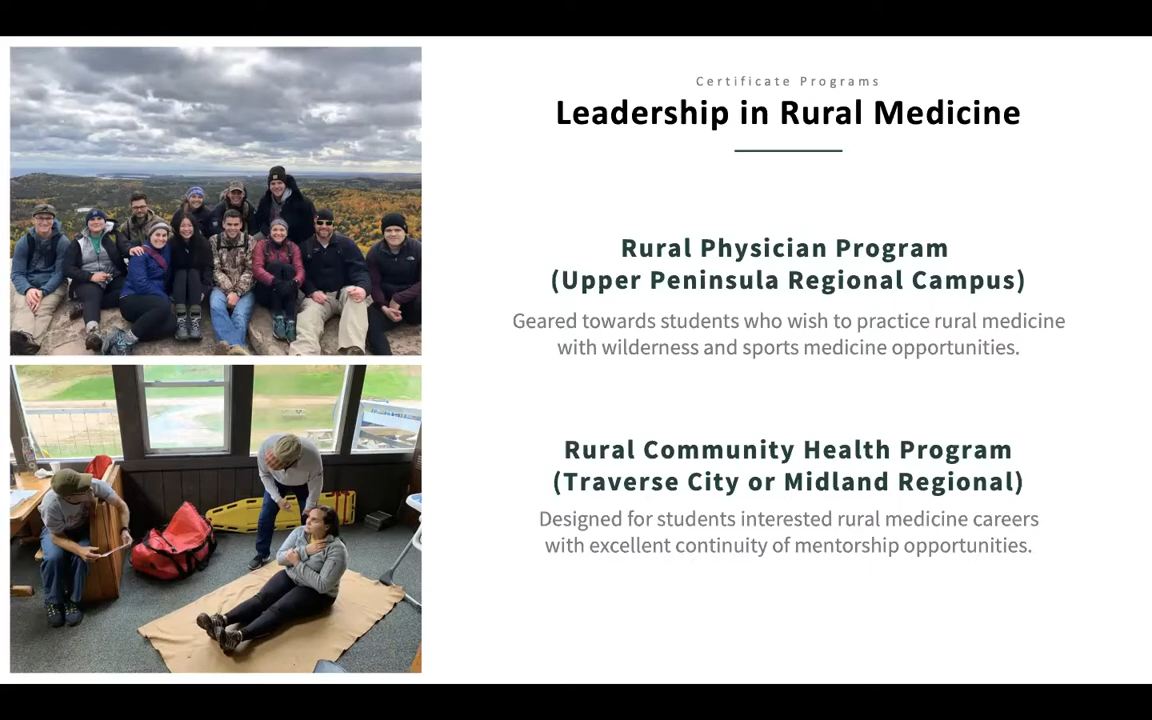 Certificate Programs
Leadership in Rural Medicine
Rural Physician Program
(Upper Peninsula Regional Campus)
Geared towards students who wish to practice rural medicine
with wilderness and sports medicine opportunities.
Rural Community Health Program
(Traverse City or Midland Regional)
Designed for students interested rural medicine careers
with excellent continuity of mentorship opportunities.